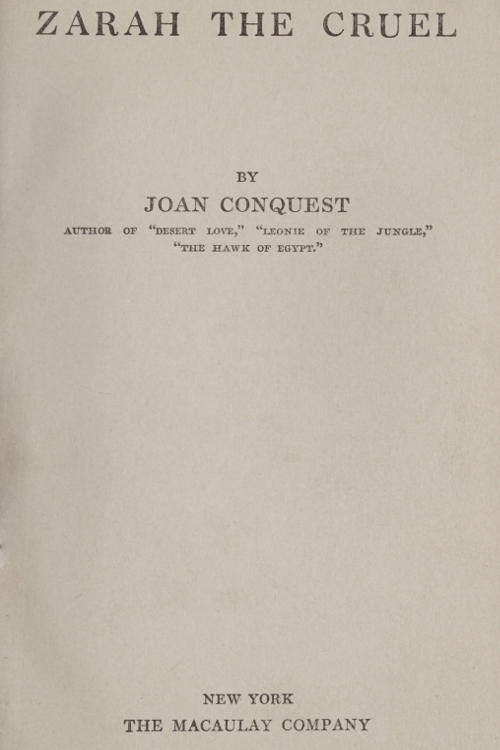 ZARAH THE CRUEL
BY
JOAN CONQUEST
AUTHOR OF "DESERT LOVE," "LEONIE OF THE JUNGLE,"
"THE HAWK OF EGYPT."
NEW YORK
THE MACAULAY COMPANY